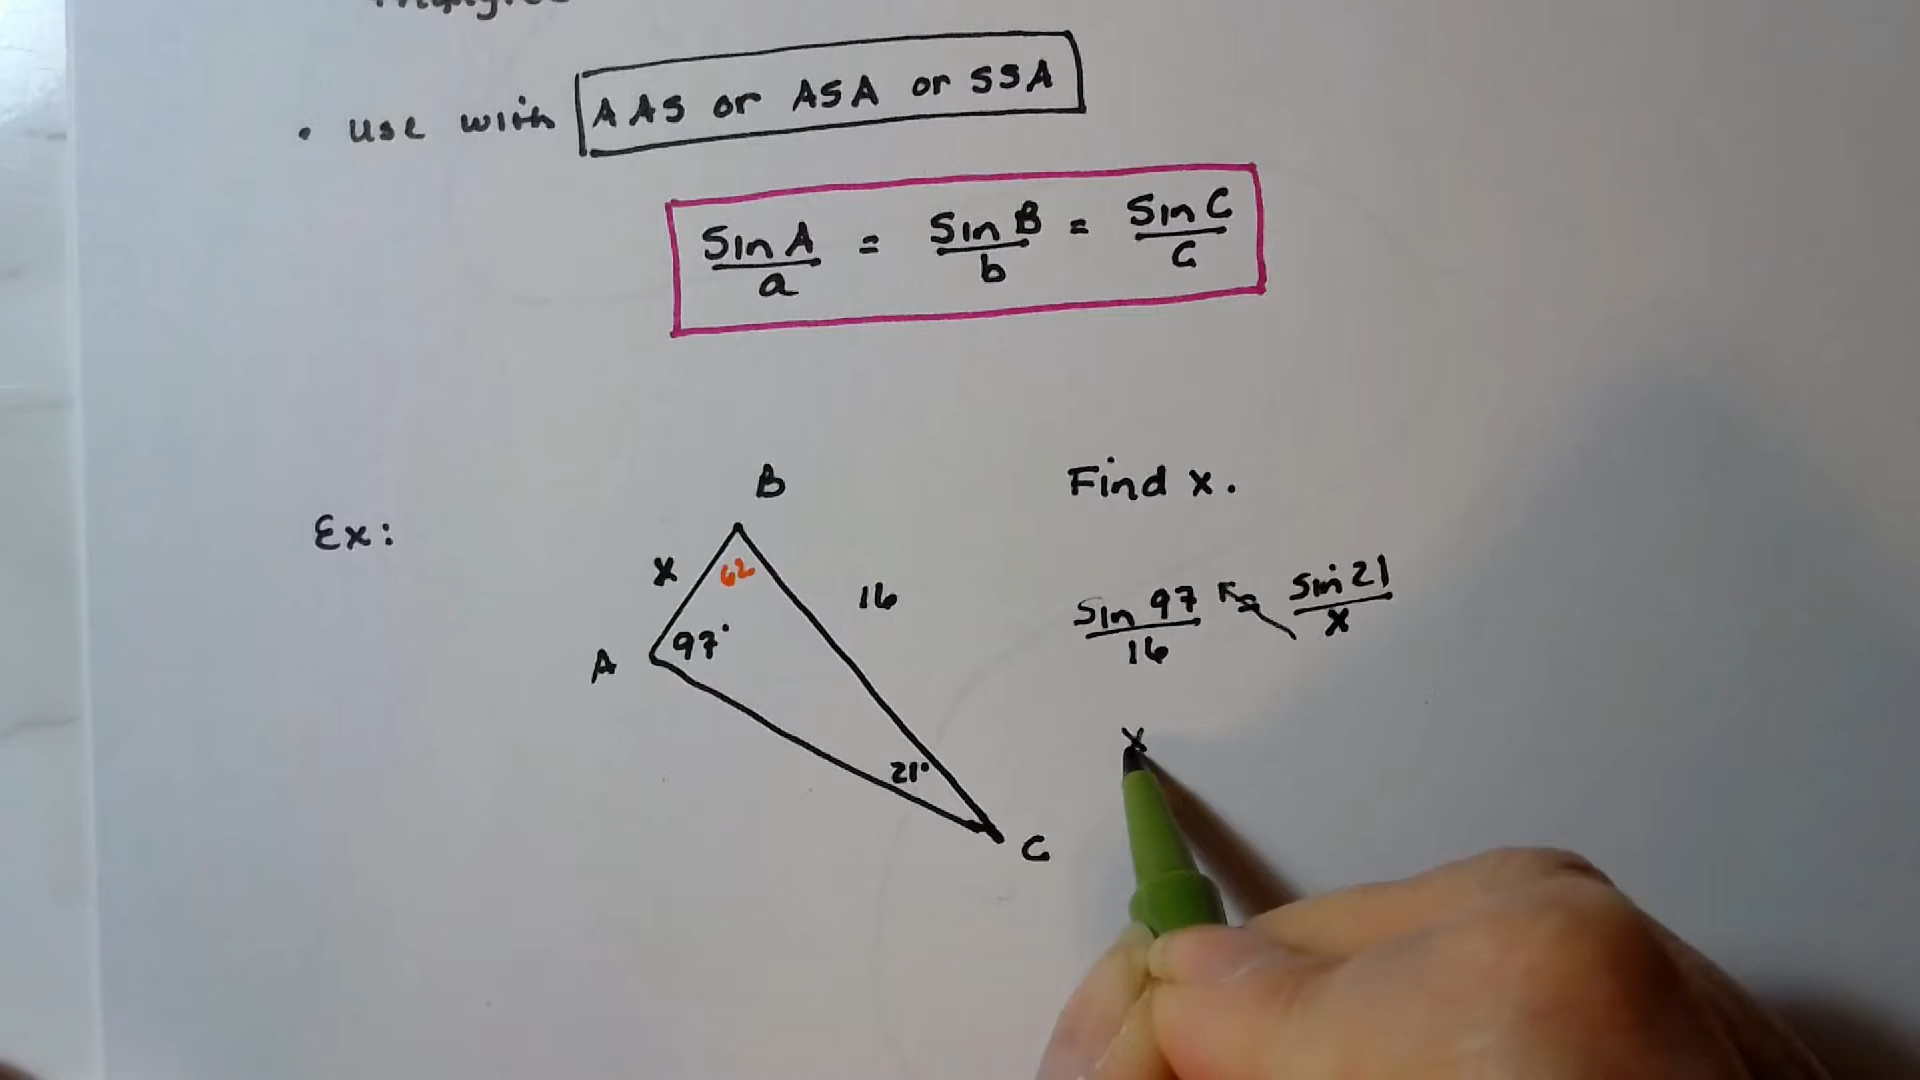 • use with AAS or ASA or SSA
Sin A / a = Sin B / b = Sin C / c
Ex:
B
Find x.
x
62
16
Sin 97 / 16 = Sin 21 / x
A
97°
x
21°
C